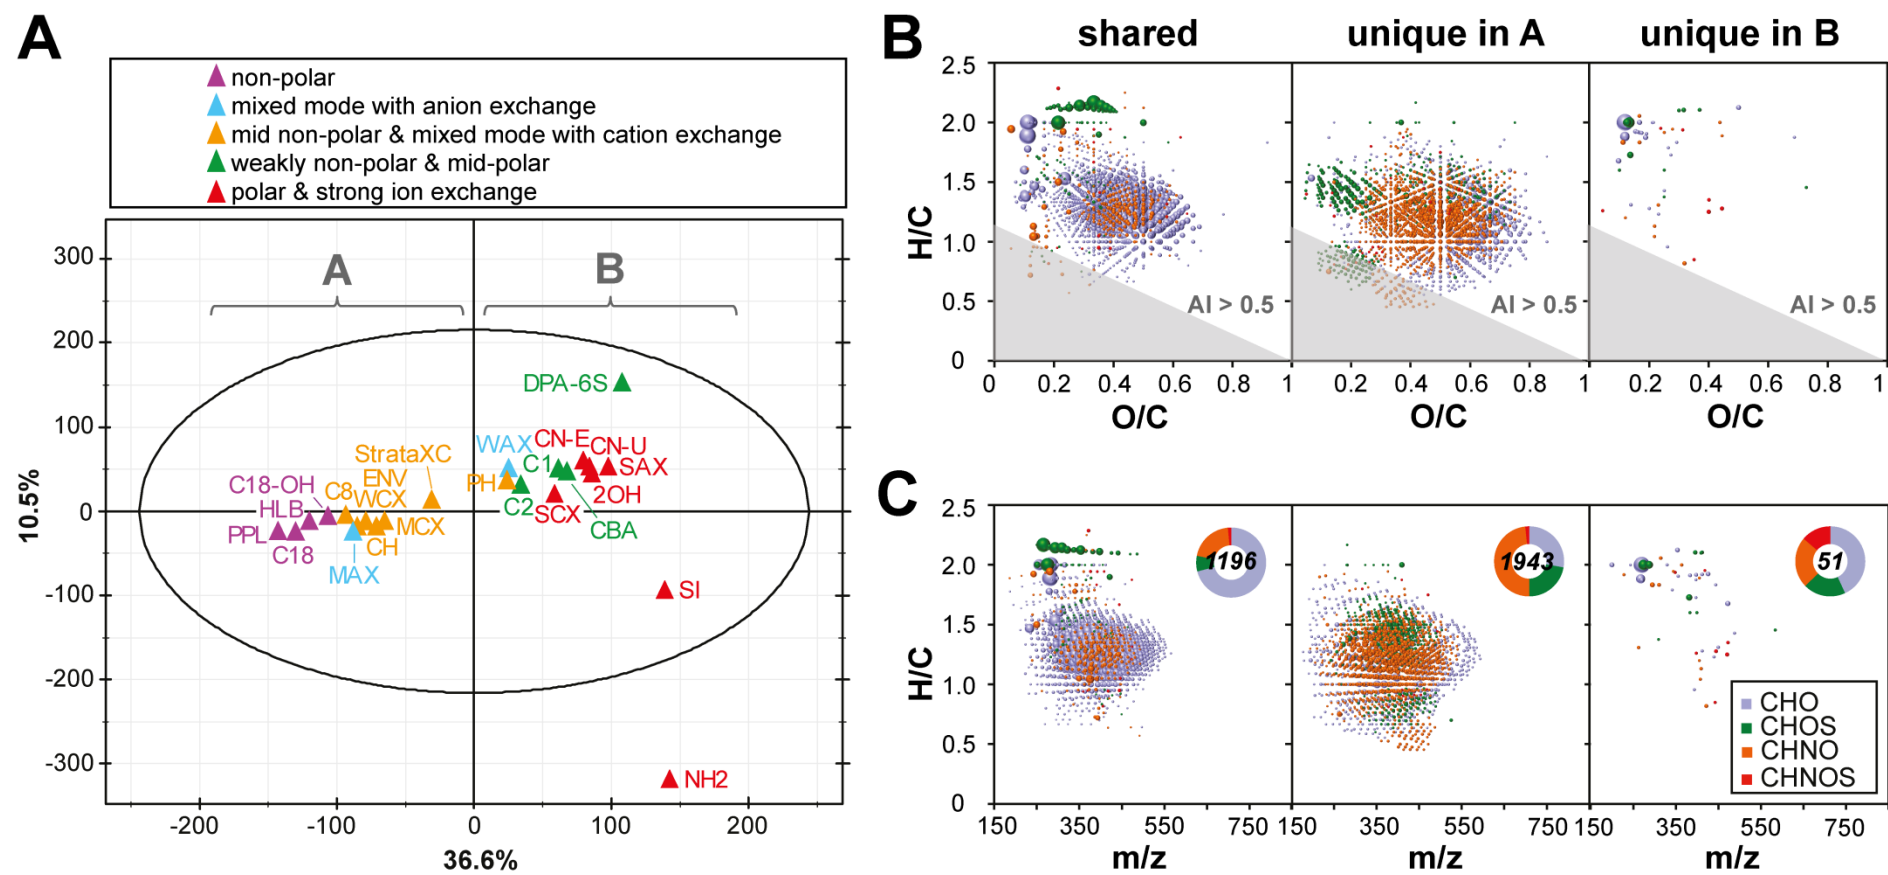 A
non-polar
mixed mode with anion exchange
mid non-polar & mixed mode with cation exchange
weakly non-polar & mid-polar
polar & strong ion exchange
300
200
100
0
-100
-200
-300
10.5%
A
B
DPA-6S
WAX
CN-E
CN-U
C1
SAX
PH
2OH
C2
SCX
CBA
StrataXC
ENV
C18-OH
C8
WCX
HLB
MCX
PPL
CH
C18
MAX
SI
NH2
-200
-100
0
100
200
36.6%
B
shared
unique in A
unique in B
2.5
2.0
1.5
1.0
0.5
0
H/C
AI > 0.5
AI > 0.5
AI > 0.5
0
0.2
0.4
0.6
0.8
1
0.2
0.4
0.6
0.8
1
0.2
0.4
0.6
0.8
1
O/C
O/C
O/C
C
2.5
2.0
1.5
1.0
0.5
0
H/C
1196
1943
51
CHO
CHOS
CHNO
CHNOS
150
350
550
750
150
350
550
750
150
350
550
750
m/z
m/z
m/z